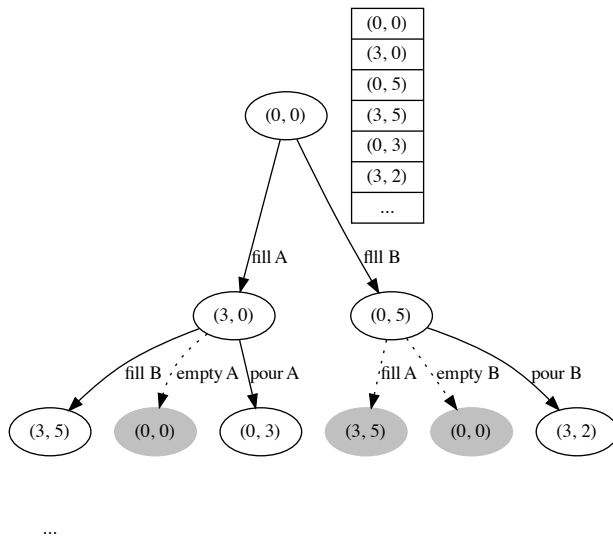 (0, 0)
(3, 0)
(0, 5)
(3, 5)
(0, 3)
(3, 2)
...
(0, 0)
fill A
flll B
(3, 0)
(0, 5)
fill B
empty A
pour A
fill A
empty B
pour B
(3, 5)
(0, 0)
(0, 3)
(3, 5)
(0, 0)
(3, 2)
...